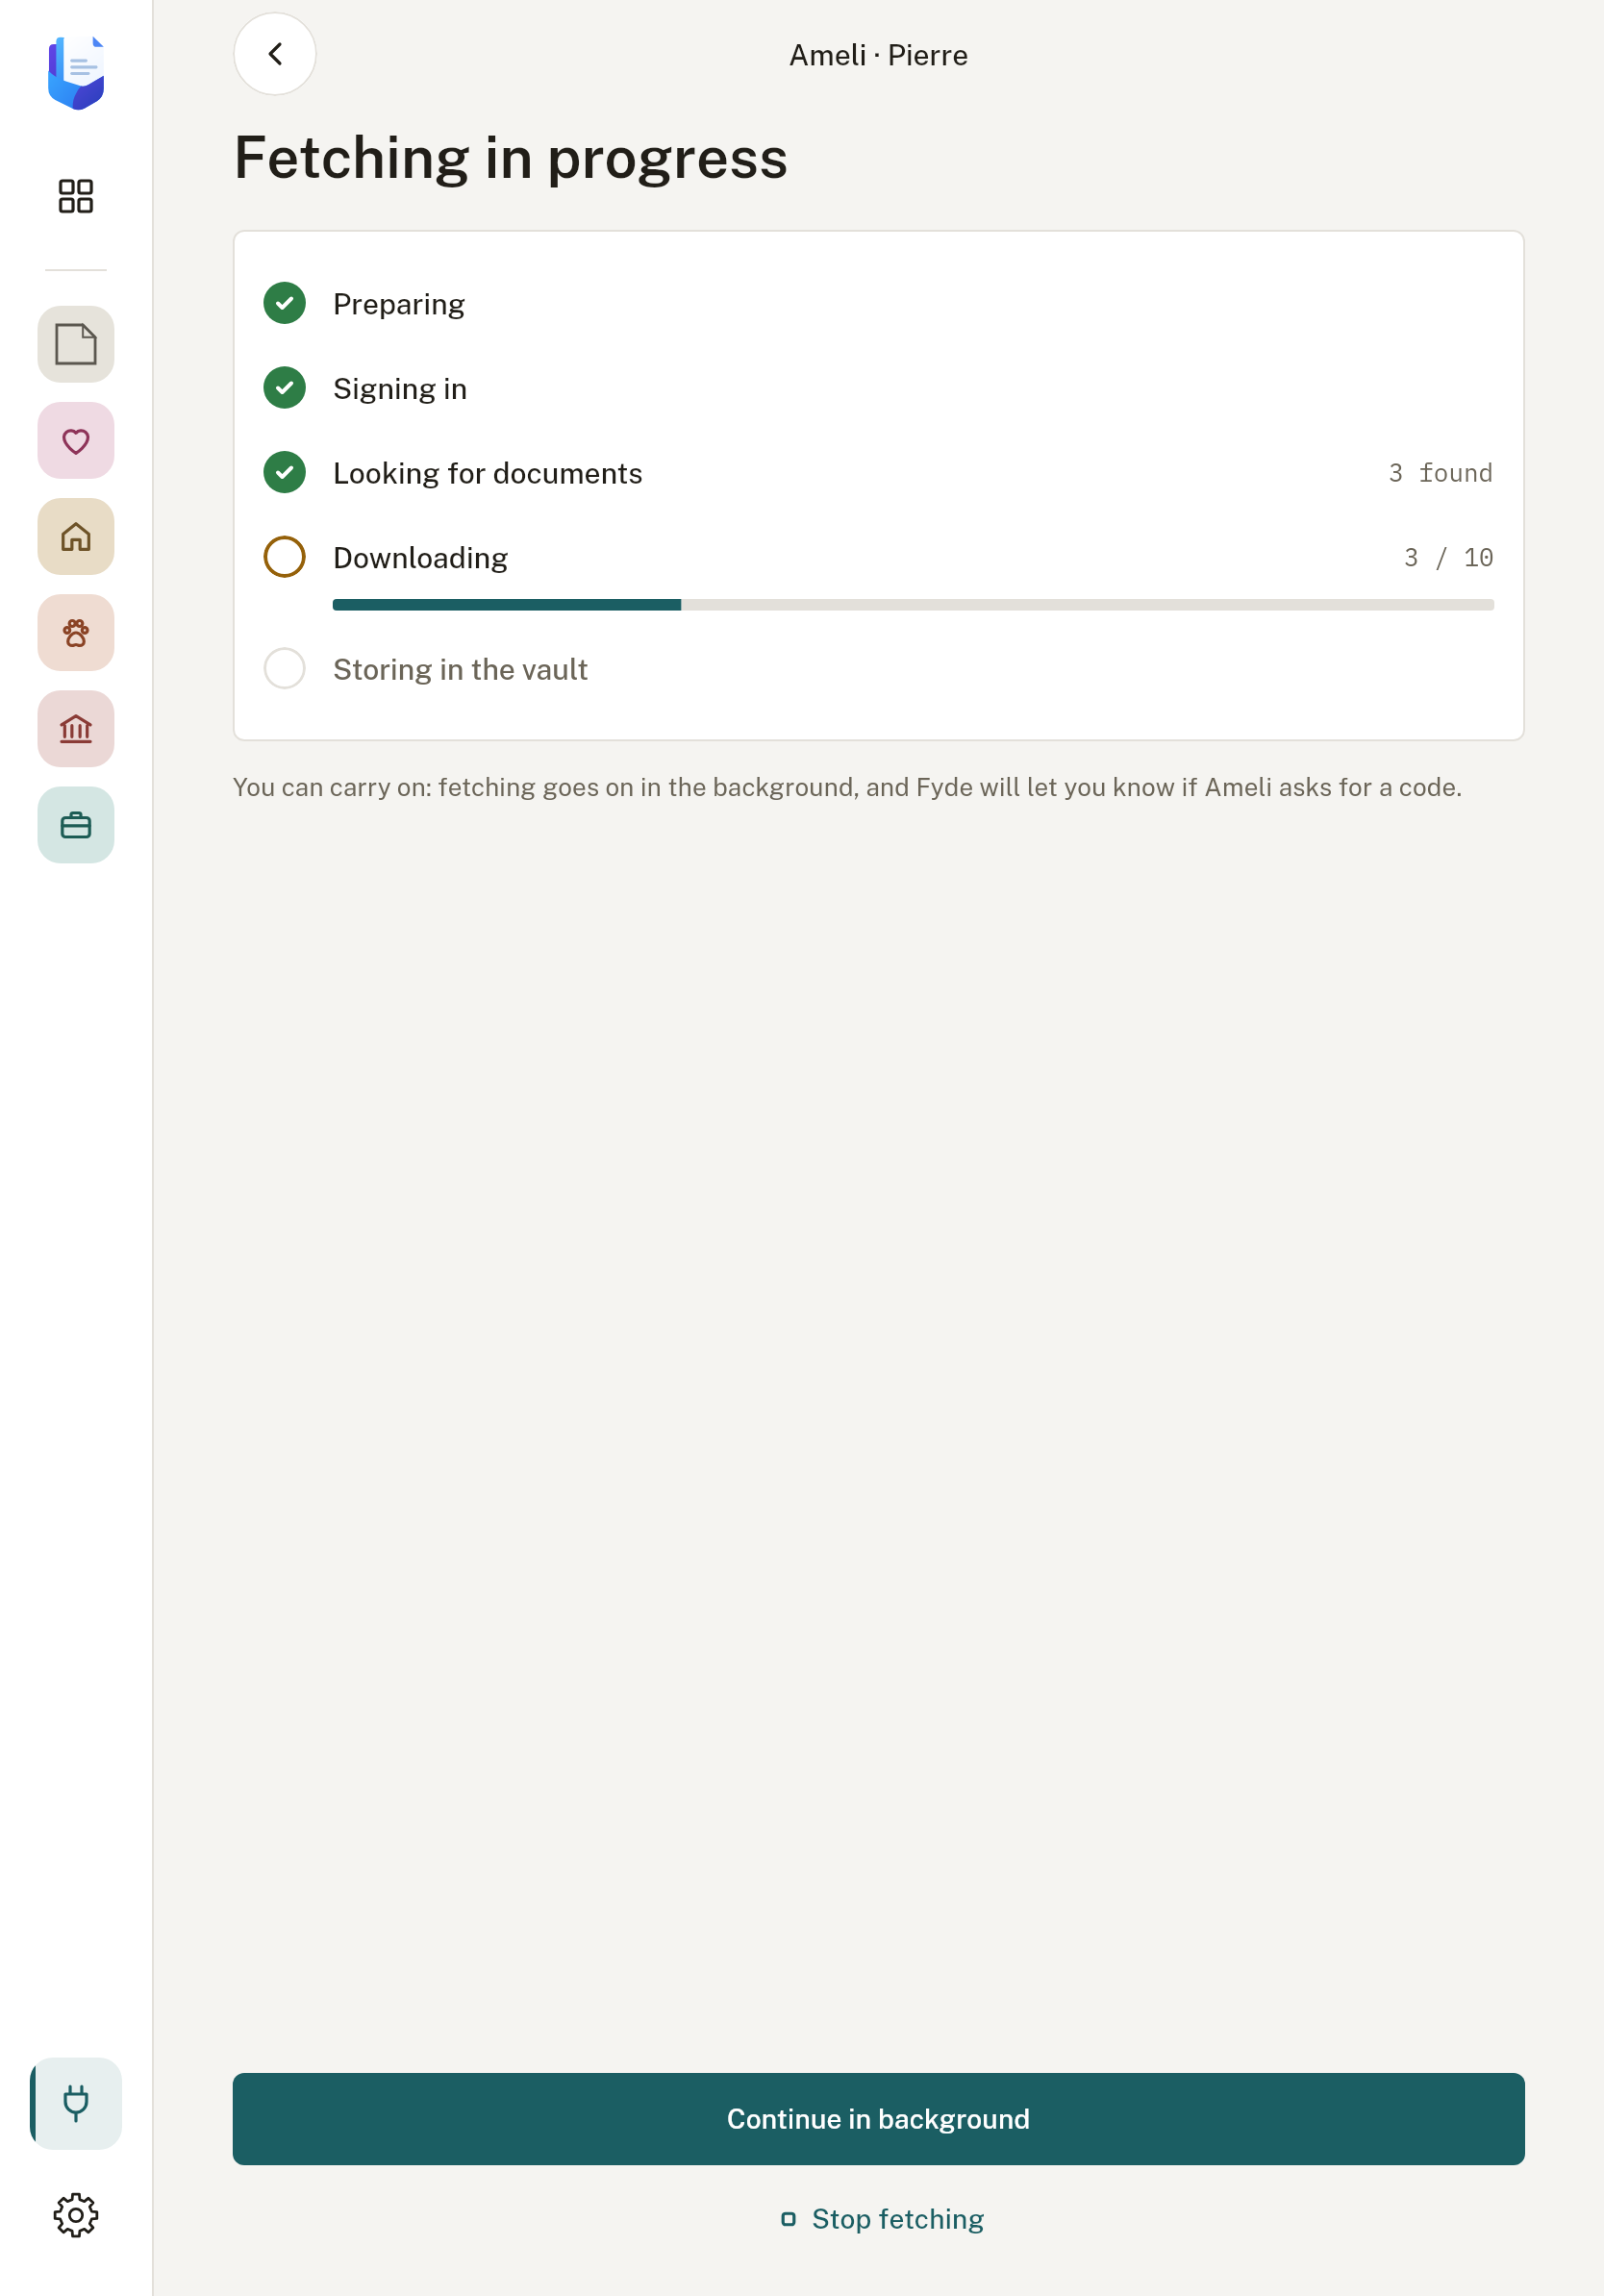 Ameli · Pierre
Fetching in progress
Preparing
Signing in
Looking for documents 3 found
Downloading 3 / 10
Storing in the vault
You can carry on: fetching goes on in the background, and Fyde will let you know if Ameli asks for a code.
Continue in background
Stop fetching